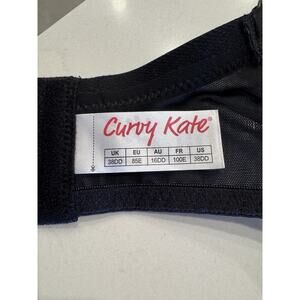 Curvy Kate®
UK EU AU FR US
38DD 85E 16DD 100E 38DD